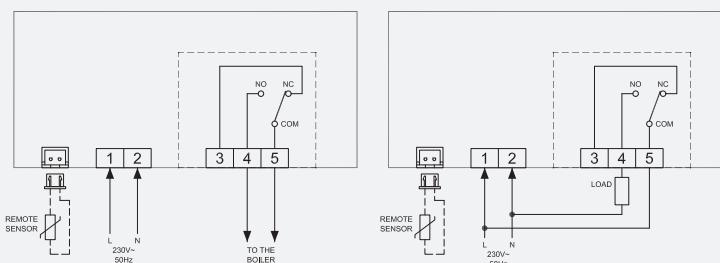 NO NC
COM
1 2 3 4 5
REMOTE
SENSOR
L N
230V~
50Hz
TO THE
BOILER
NO NC
COM
1 2 3 4 5
LOAD
REMOTE
SENSOR
L N
230V~
50Hz